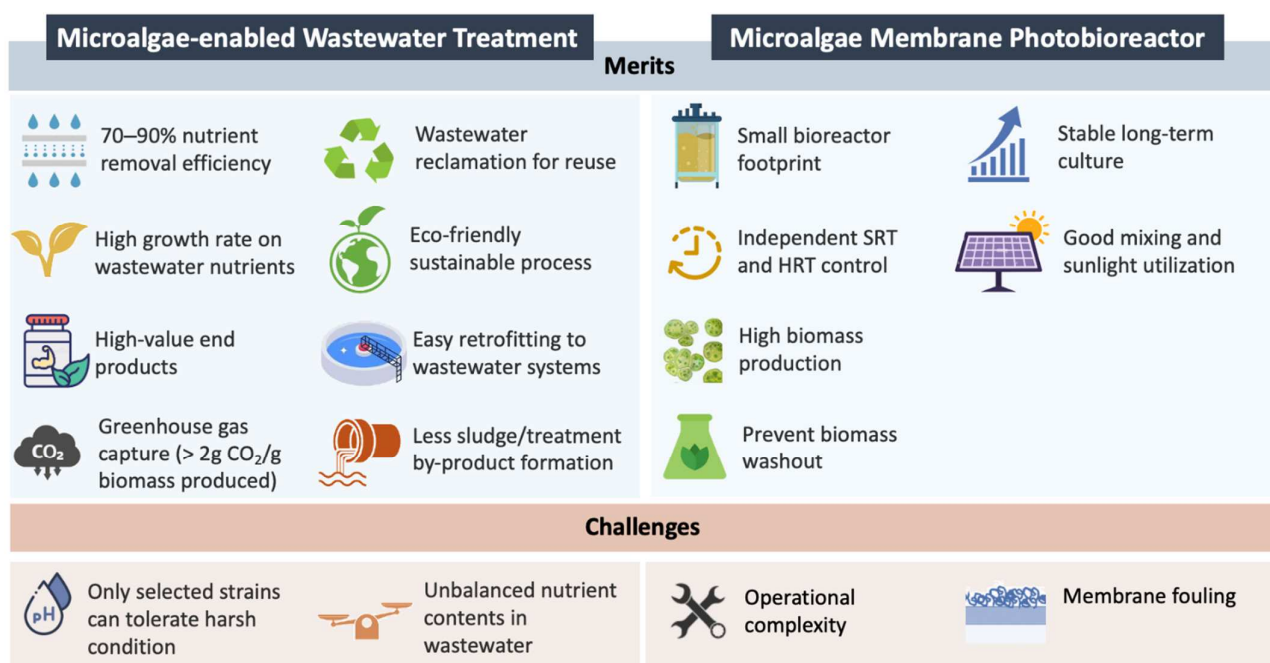 Microalgae-enabled Wastewater Treatment
Microalgae Membrane Photobioreactor
Merits
70–90% nutrient
removal efficiency
Wastewater
reclamation for reuse
High growth rate on
wastewater nutrients
Eco-friendly
sustainable process
High-value end
products
Easy retrofitting to
wastewater systems
CO₂
Greenhouse gas
capture (> 2g CO₂/g
biomass produced)
Less sludge/treatment
by-product formation
Small bioreactor
footprint
Stable long-term
culture
Independent SRT
and HRT control
Good mixing and
sunlight utilization
High biomass
production
Prevent biomass
washout
Challenges
pH
Only selected strains
can tolerate harsh
condition
Unbalanced nutrient
contents in
wastewater
Operational
complexity
Membrane fouling